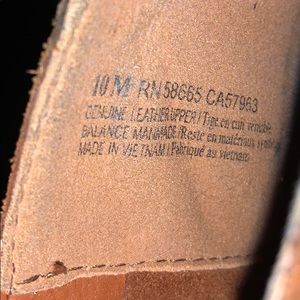 10 M RN 58665 CA57963
GENUINE LEATHER UPPER / Tige en cuir véritable
BALANCE MANMADE / Reste en matériaux
MADE IN VIETNAM / Fabriqué au vietnam